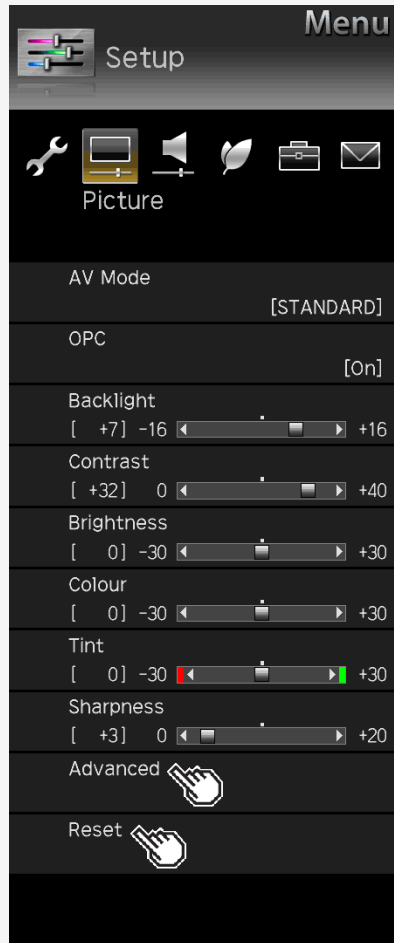 Menu
Setup
Picture
AV Mode
[STANDARD]
OPC
[On]
Backlight
[ +7] -16 +16
Contrast
[ +32] 0 +40
Brightness
[ 0] -30 +30
Colour
[ 0] -30 +30
Tint
[ 0] -30 +30
Sharpness
[ +3] 0 +20
Advanced
Reset